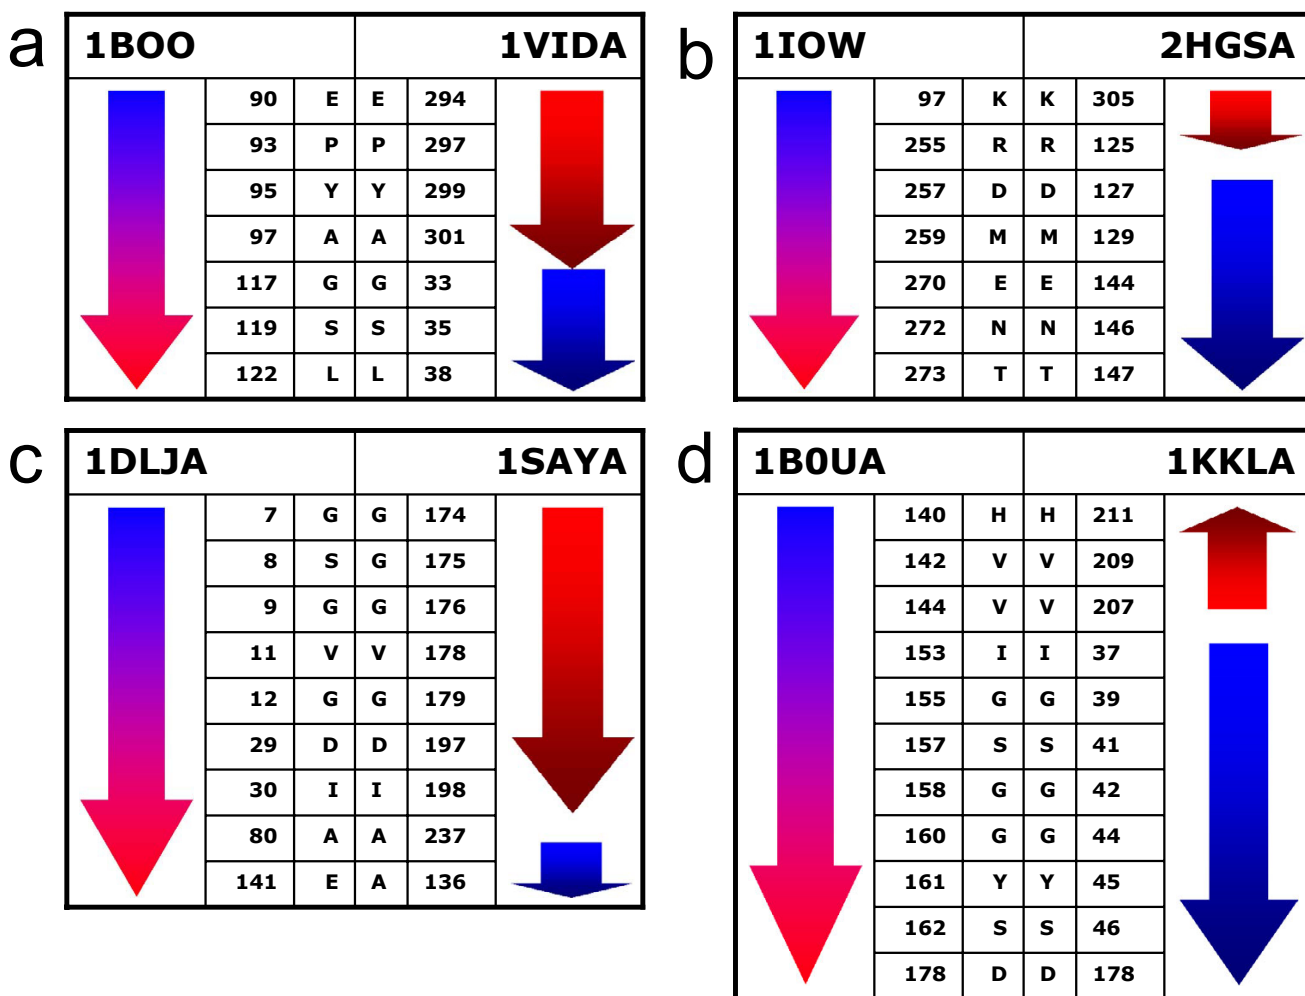 a
1BOO 1VIDA
90 E E 294
93 P P 297
95 Y Y 299
97 A A 301
117 G G 33
119 S S 35
122 L L 38
b
1IOW 2HGSA
97 K K 305
255 R R 125
257 D D 127
259 M M 129
270 E E 144
272 N N 146
273 T T 147
c
1DLJA 1SAYA
7 G G 174
8 S G 175
9 G G 176
11 V V 178
12 G G 179
29 D D 197
30 I I 198
80 A A 237
141 E A 136
d
1B0UA 1KKLA
140 H H 211
142 V V 209
144 V V 207
153 I I 37
155 G G 39
157 S S 41
158 G G 42
160 G G 44
161 Y Y 45
162 S S 46
178 D D 178